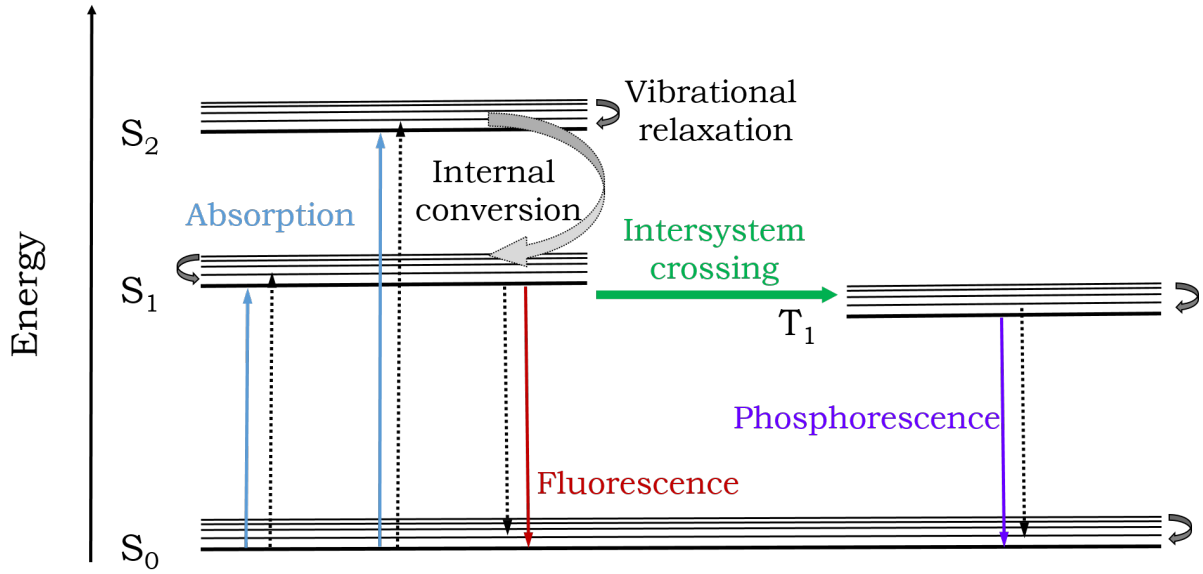 Energy
S2
Vibrational
relaxation
Internal
conversion
Absorption
Intersystem
crossing
S1
T1
Phosphorescence
Fluorescence
S0